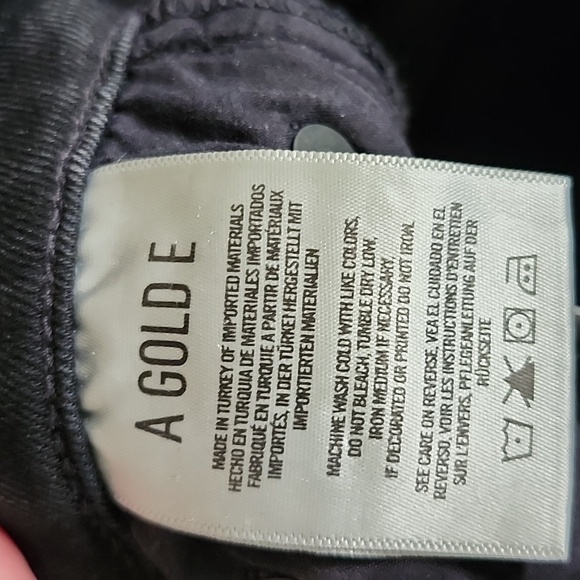 A GOLD E
MADE IN TURKEY OF IMPORTED MATERIALS
HECHO EN TURQUIA DE MATERIALES IMPORTADOS
FABRIQUÉ EN TURQUIE A PARTIR DE MATÉRIAUX
IMPORTÉS, IN DER TÜRKEI HERGESTELLT MIT
IMPORTIERTEN MATERIALIEN
MACHINE WASH COLD WITH LIKE COLORS,
DO NOT BLEACH, TUMBLE DRY LOW,
IRON MEDIUM IF NECESSARY.
IF DECORATED OR PRINTED DO NOT IRON.
SEE CARE ON REVERSE, VEA EL CUIDADO EN EL
REVERSO, VOIR LES INSTRUCTIONS D'ENTRETIEN
SUR L'ENVERS, PFLEGEANLEITUNG AUF DER
RÜCKSEITE